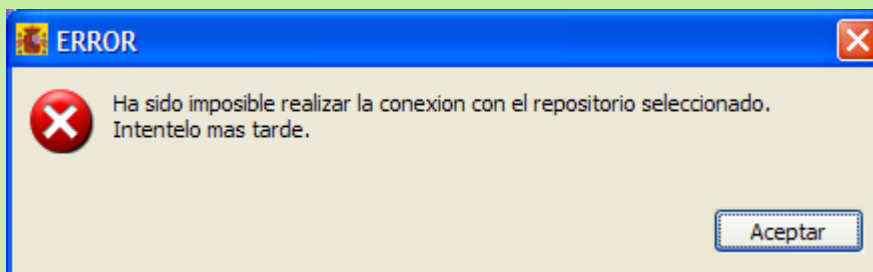 ERROR
Ha sido imposible realizar la conexion con el repositorio seleccionado.
Intentelo mas tarde.
Aceptar